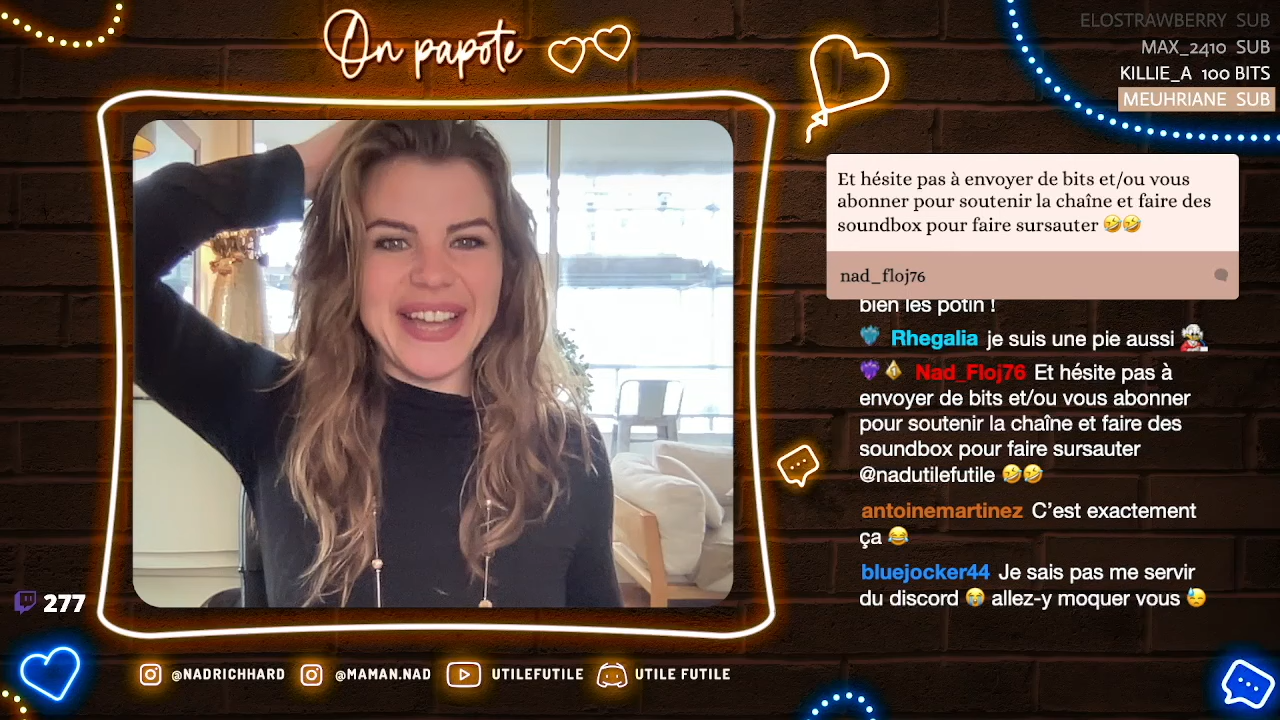 On papote
ELOSTRAWBERRY SUB
MAX_2410 SUB
KILLIE_A 100 BITS
MEUHRIANE SUB
Et hésite pas à envoyer de bits et/ou vous
abonner pour soutenir la chaîne et faire des
soundbox pour faire sursauter 🤣🤣
nad_floj76
bien les potin !
Rhegalia je suis une pie aussi
Nad_Floj76 Et hésite pas à
envoyer de bits et/ou vous abonner
pour soutenir la chaîne et faire des
soundbox pour faire sursauter
@nadutilefutile 🤣🤣
antoinemartinez C'est exactement
ça 😂
bluejocker44 Je sais pas me servir
du discord 😭 allez-y moquer vous 😓
277
@NADRICHHARD @MAMAN.NAD UTILEFUTILE UTILE FUTILE